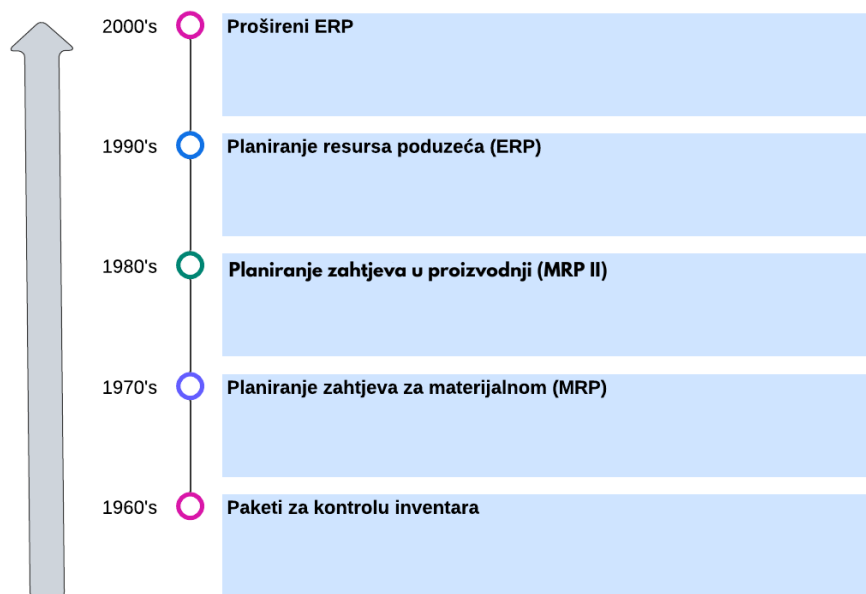 2000's Prošireni ERP
1990's Planiranje resursa poduzeća (ERP)
1980's Planiranje zahtjeva u proizvodnji (MRP II)
1970's Planiranje zahtjeva za materijalnom (MRP)
1960's Paketi za kontrolu inventara